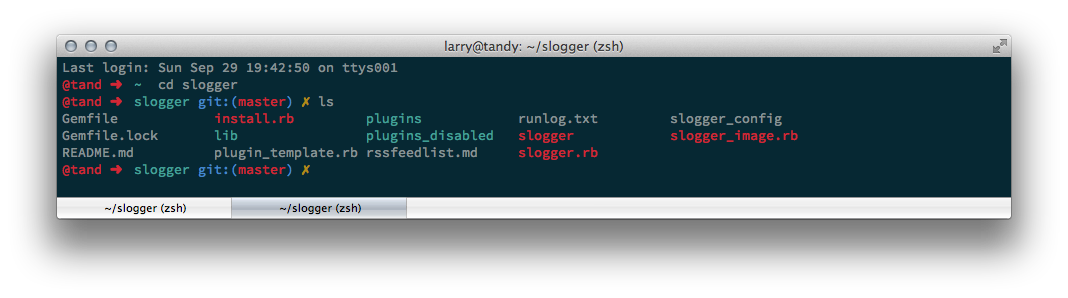 larry@tandy: ~/slogger (zsh)
Last login: Sun Sep 29 19:42:50 on ttys001
@tand ➜ ~ cd slogger
@tand ➜ slogger git:(master) ✗ ls
Gemfile install.rb plugins runlog.txt slogger_config
Gemfile.lock lib plugins_disabled slogger slogger_image.rb
README.md plugin_template.rb rssfeedlist.md slogger.rb
@tand ➜ slogger git:(master) ✗
~/slogger (zsh) ~/slogger (zsh)